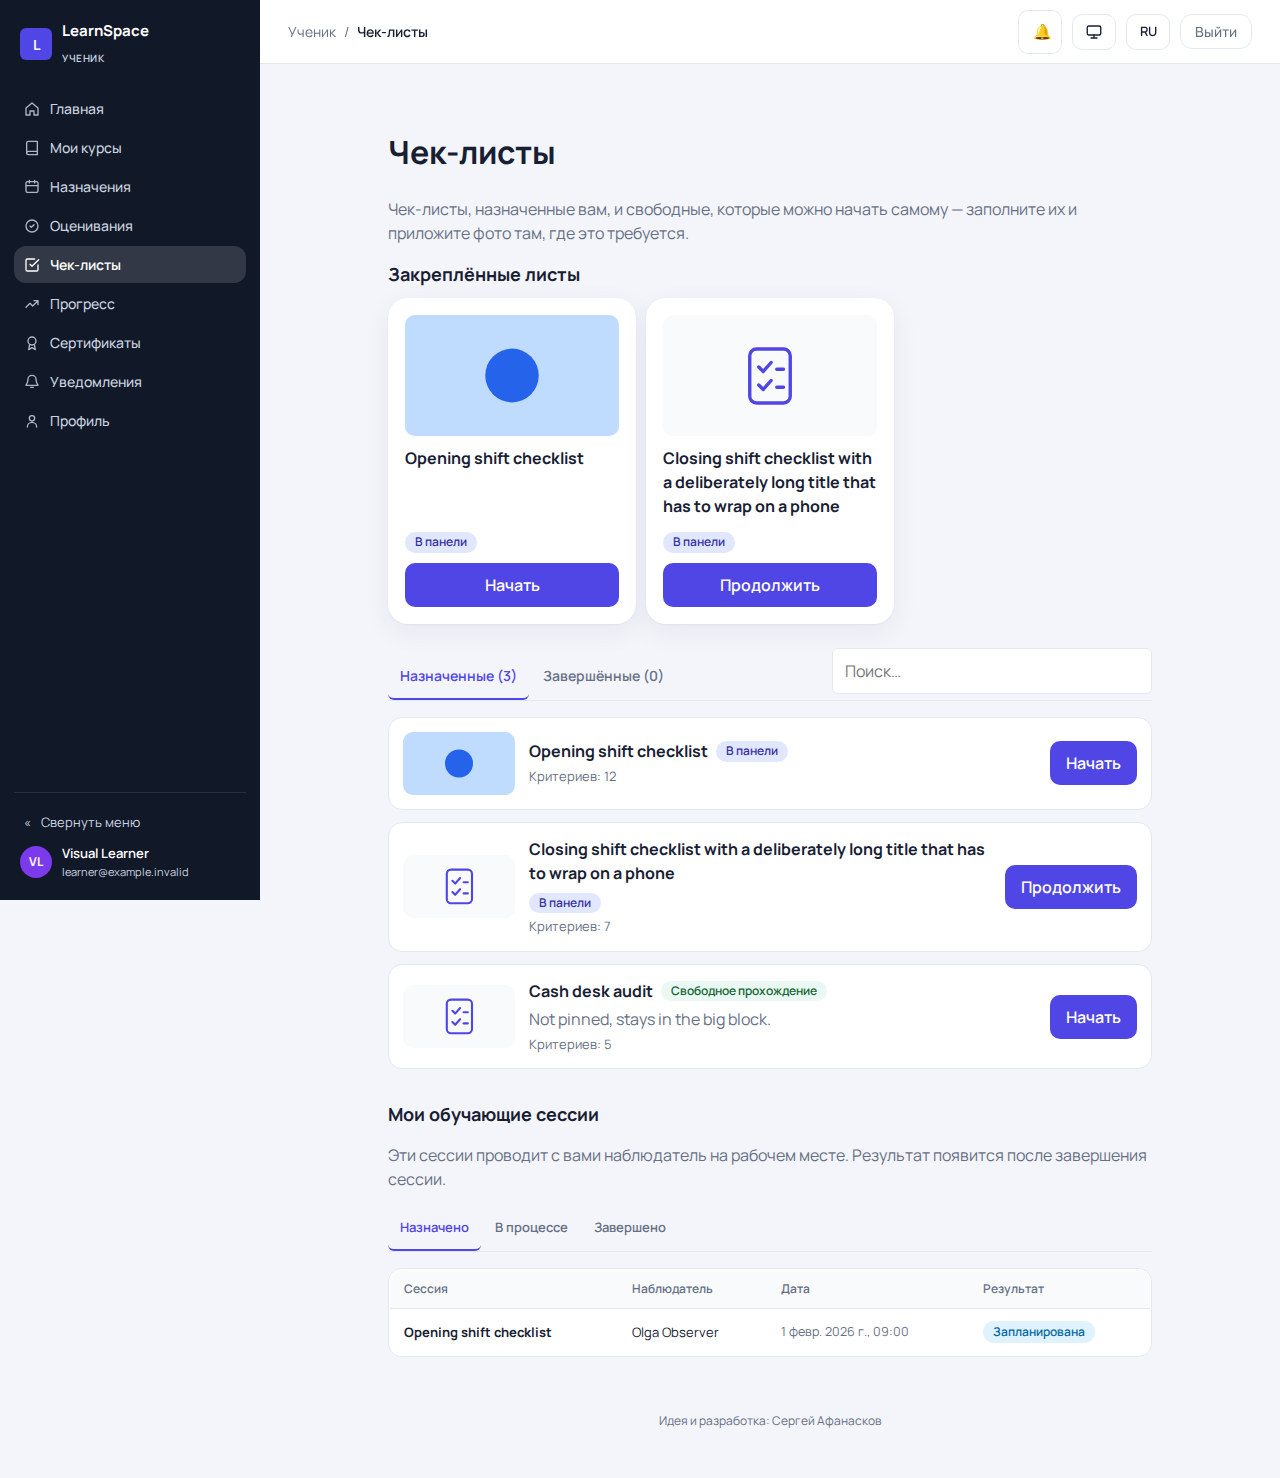 L
LearnSpace
УЧЕНИК
Главная
Мои курсы
Назначения
Оценивания
Чек-листы
Прогресс
Сертификаты
Уведомления
Профиль
« Свернуть меню
VL
Visual Learner
learner@example.invalid
Ученик / Чек-листы
RU
Выйти
Чек-листы
Чек-листы, назначенные вам, и свободные, которые можно начать самому — заполните их и
приложите фото там, где это требуется.
Закреплённые листы
Opening shift checklist
В панели
Начать
Closing shift checklist with
a deliberately long title that
has to wrap on a phone
В панели
Продолжить
Назначенные (3)
Завершённые (0)
Поиск...
Opening shift checklist
В панели
Критериев: 12
Начать
Closing shift checklist with a deliberately long title that has
to wrap on a phone
В панели
Критериев: 7
Продолжить
Cash desk audit
Свободное прохождение
Not pinned, stays in the big block.
Критериев: 5
Начать
Мои обучающие сессии
Эти сессии проводит с вами наблюдатель на рабочем месте. Результат появится после завершения
сессии.
Назначено
В процессе
Завершено
Сессия
Наблюдатель
Дата
Результат
Opening shift checklist
Olga Observer
1 февр. 2026 г., 09:00
Запланирована
Идея и разработка: Сергей Афанасков